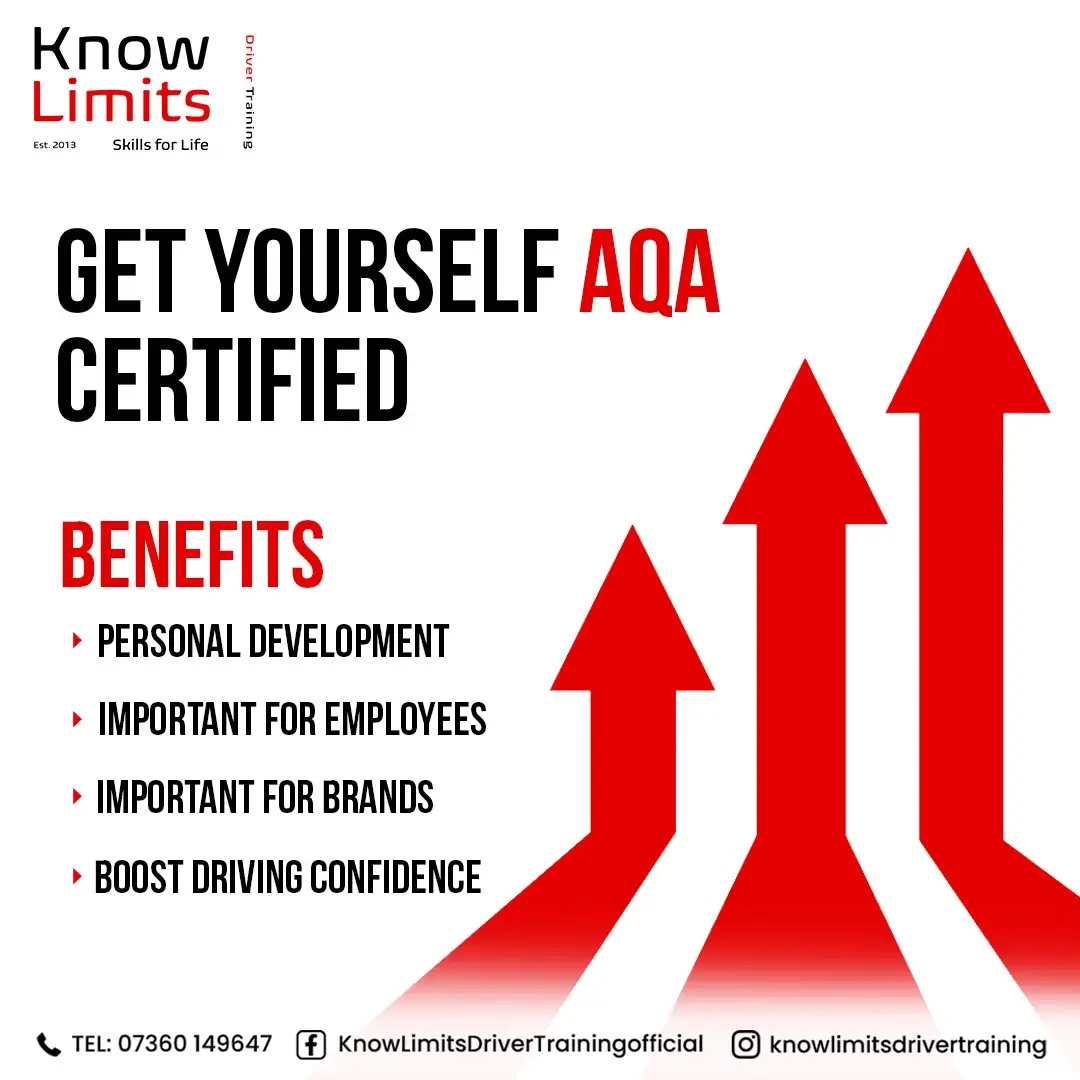 Know
Limits
Driver Training
Est. 2013 Skills for Life
GET YOURSELF AQA
CERTIFIED
BENEFITS
PERSONAL DEVELOPMENT
IMPORTANT FOR EMPLOYEES
IMPORTANT FOR BRANDS
BOOST DRIVING CONFIDENCE
TEL: 07360 149647 KnowLimitsDriverTrainingofficial knowlimitsdrivertraining